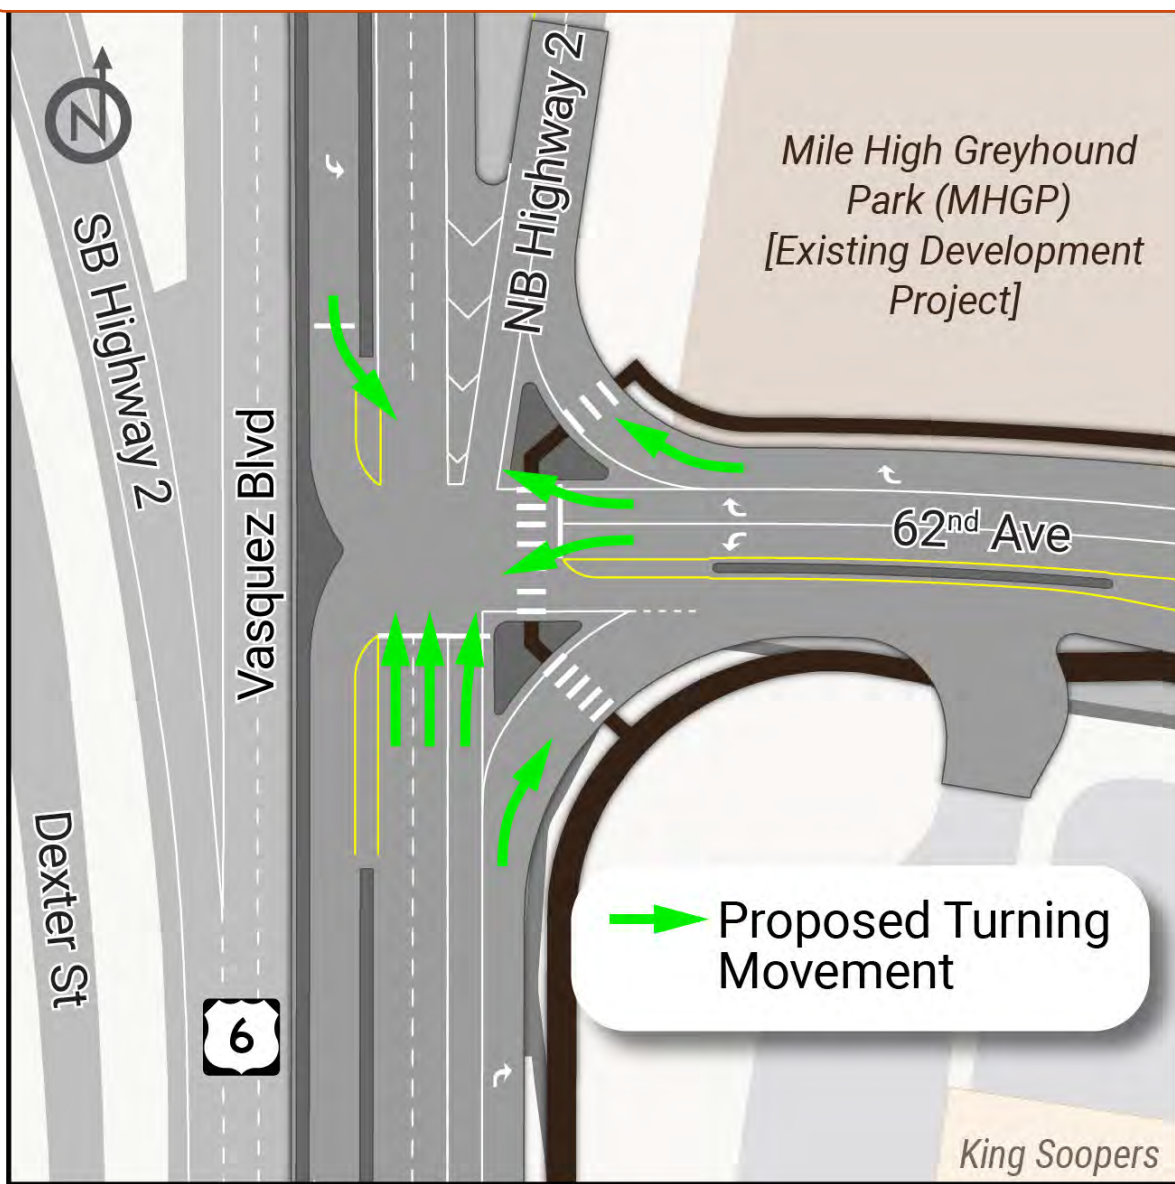 N
SB Highway 2
NB Highway 2
Mile High Greyhound
Park (MHGP)
[Existing Development
Project]
Vasquez Blvd
62nd Ave
Dexter St
6
Proposed Turning
Movement
King Soopers